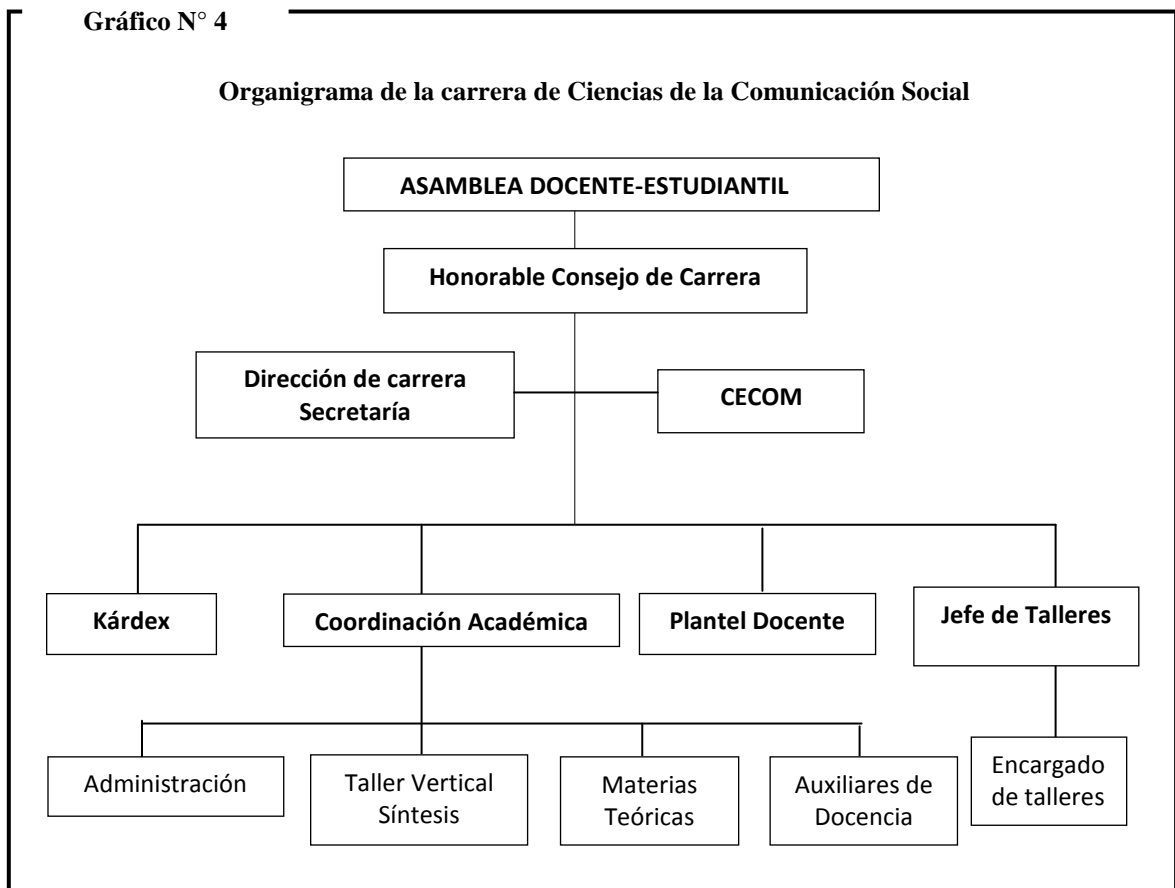 Gráfico N° 4
Organigrama de la carrera de Ciencias de la Comunicación Social
ASAMBLEA DOCENTE-ESTUDIANTIL
Honorable Consejo de Carrera
Dirección de carrera
Secretaría
CECOM
Kárdex
Coordinación Académica
Plantel Docente
Jefe de Talleres
Administración
Taller Vertical
Síntesis
Materias
Teóricas
Auxiliares de
Docencia
Encargado
de talleres